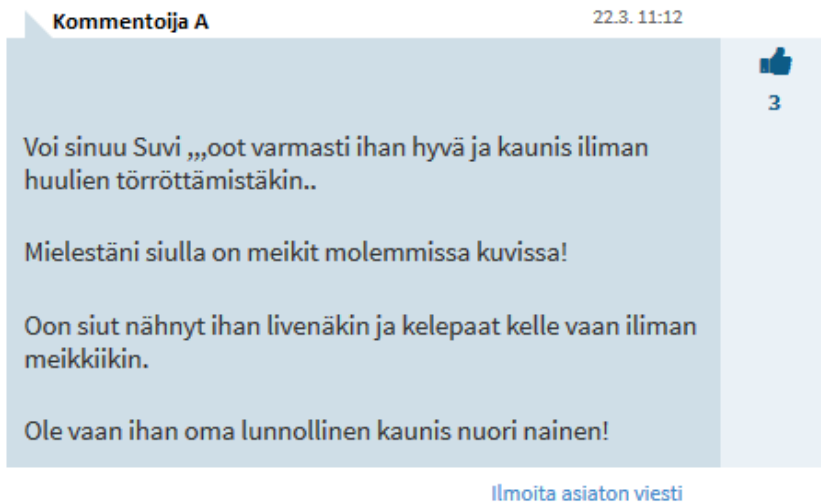 Kommentoija A
22.3. 11:12
3
Voi sinuu Suvi ,,,oot varmasti ihan hyvä ja kaunis iliman
huulien törröttämistäkin..
Mielestäni siulla on meikit molemmissa kuvissa!
Oon siut nähnyt ihan livenäkin ja kelepaat kelle vaan iliman
meikkiikin.
Ole vaan ihan oma lunnollinen kaunis nuori nainen!
Ilmoita asiaton viesti